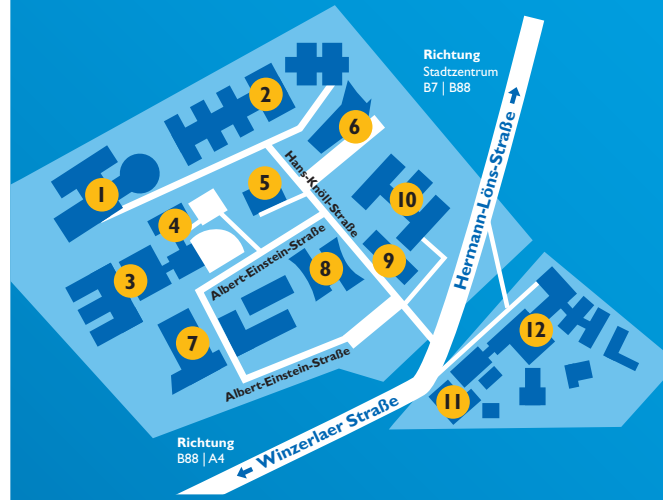 Richtung
Stadtzentrum
B7 | B88
2
6
Hans-Knöll-Straße
Hermann-Löns-Straße
1
5
10
4
Albert-Einstein-Straße
8
9
3
7
12
Albert-Einstein-Straße
11
Winzerlaer Straße
Richtung
B88 | A4